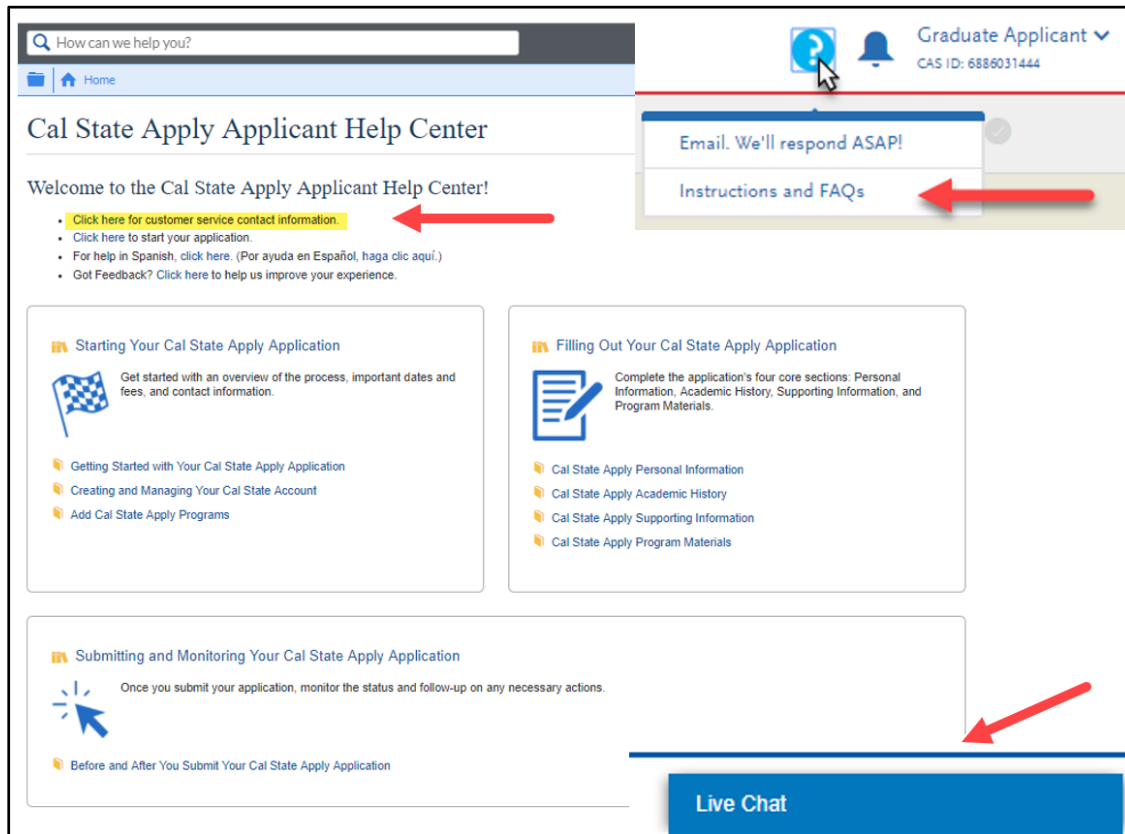 How can we help you?
Home
Cal State Apply Applicant Help Center
Welcome to the Cal State Apply Applicant Help Center!
Click here for customer service contact information.
Click here to start your application.
For help in Spanish, click here. (Por ayuda en Español, haga clic aquí.)
Got Feedback? Click here to help us improve your experience.
?
Graduate Applicant
CAS ID: 6886031444
Email. We'll respond ASAP!
Instructions and FAQs
Starting Your Cal State Apply Application
Get started with an overview of the process, important dates and
fees, and contact information.
Getting Started with Your Cal State Apply Application
Creating and Managing Your Cal State Account
Add Cal State Apply Programs
Filling Out Your Cal State Apply Application
Complete the application's four core sections: Personal
Information, Academic History, Supporting Information, and
Program Materials.
Cal State Apply Personal Information
Cal State Apply Academic History
Cal State Apply Supporting Information
Cal State Apply Program Materials
Submitting and Monitoring Your Cal State Apply Application
Once you submit your application, monitor the status and follow-up on any necessary actions.
Before and After You Submit Your Cal State Apply Application
Live Chat